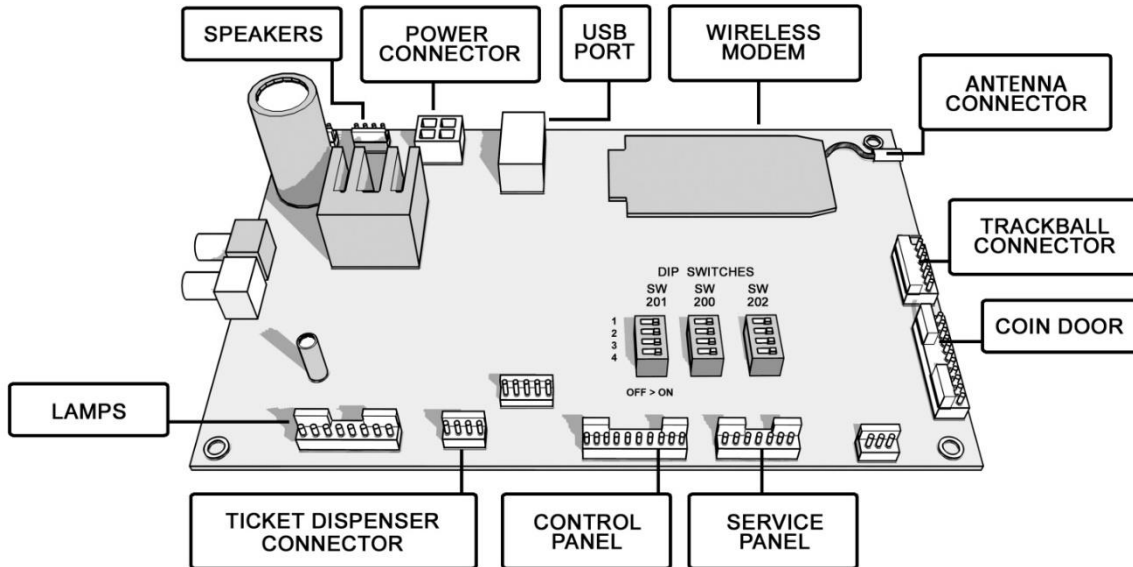 SPEAKERS
POWER
CONNECTOR
USB
PORT
WIRELESS
MODEM
ANTENNA
CONNECTOR
TRACKBALL
CONNECTOR
COIN DOOR
DIP SWITCHES
SW
201
SW
200
SW
202
1
2
3
4
OFF > ON
LAMPS
TICKET DISPENSER
CONNECTOR
CONTROL
PANEL
SERVICE
PANEL